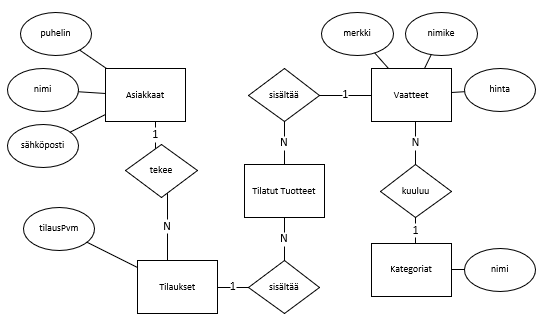 puhelin
merkki
nimike
nimi
Asiakkaat
sisältää
1
Vaatteet
hinta
sähköposti
1
N
N
tekee
Tilatut Tuotteet
kuuluu
tilausPvm
N
N
1
Tilaukset
1
sisältää
Kategoriat
nimi